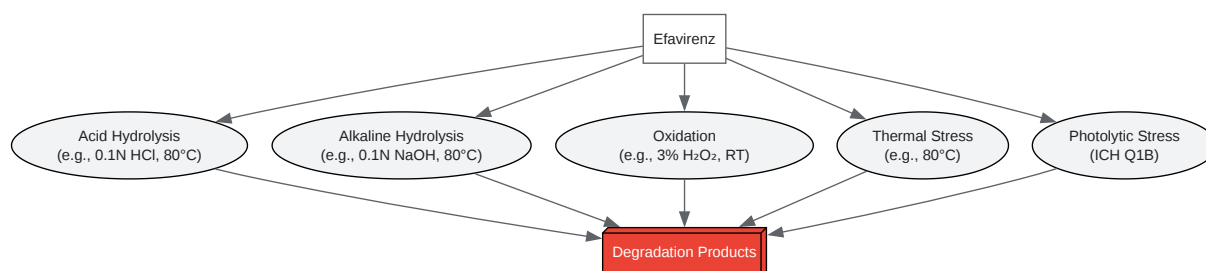 Efavirenz
Acid Hydrolysis
(e.g., 0.1N HCl, 80°C)
Alkaline Hydrolysis
(e.g., 0.1N NaOH, 80°C)
Oxidation
(e.g., 3% H₂O₂, RT)
Thermal Stress
(e.g., 80°C)
Photolytic Stress
(ICH Q1B)
Degradation Products